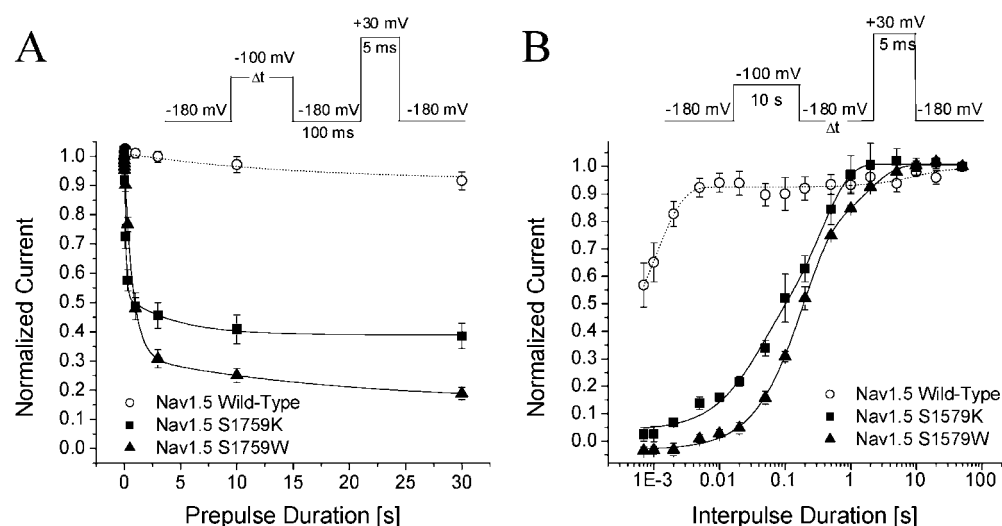 A
+30 mV
5 ms
-100 mV
Δt
-180 mV
-180 mV
-180 mV
100 ms
Normalized Current
1.0
0.9
0.8
0.7
0.6
0.5
0.4
0.3
0.2
0.1
0.0
Nav1.5 Wild-Type
Nav1.5 S1759K
Nav1.5 S1759W
0
5
10
15
20
25
30
Prepulse Duration [s]
B
+30 mV
5 ms
-100 mV
10 s
-180 mV
-180 mV
-180 mV
Δt
Normalized Current
1.0
0.9
0.8
0.7
0.6
0.5
0.4
0.3
0.2
0.1
0.0
Nav1.5 Wild-Type
Nav1.5 S1579K
Nav1.5 S1579W
1E-3
0.01
0.1
1
10
100
Interpulse Duration [s]